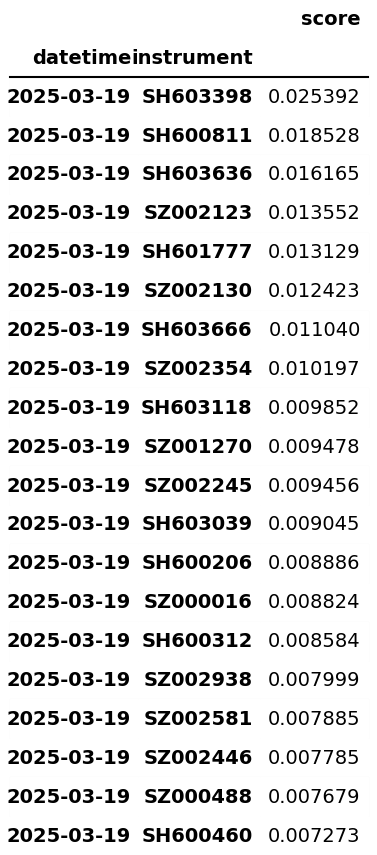 score
datetime instrument
2025-03-19 SH603398 0.025392
2025-03-19 SH600811 0.018528
2025-03-19 SH603636 0.016165
2025-03-19 SZ002123 0.013552
2025-03-19 SH601777 0.013129
2025-03-19 SZ002130 0.012423
2025-03-19 SH603666 0.011040
2025-03-19 SZ002354 0.010197
2025-03-19 SH603118 0.009852
2025-03-19 SZ001270 0.009478
2025-03-19 SZ002245 0.009456
2025-03-19 SH603039 0.009045
2025-03-19 SH600206 0.008886
2025-03-19 SZ000016 0.008824
2025-03-19 SH600312 0.008584
2025-03-19 SZ002938 0.007999
2025-03-19 SZ002581 0.007885
2025-03-19 SZ002446 0.007785
2025-03-19 SZ000488 0.007679
2025-03-19 SH600460 0.007273